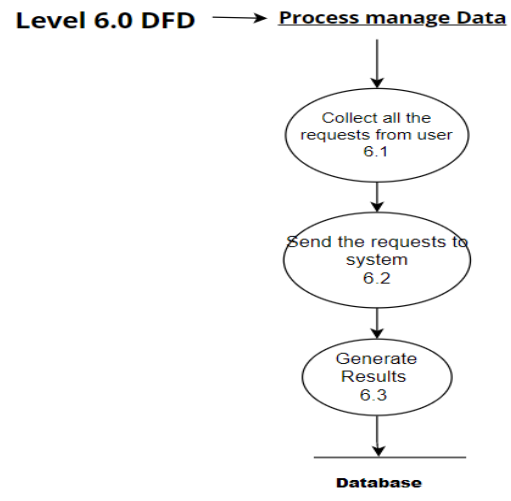 Level 6.0 DFD
Process manage Data
Collect all the
requests from user
6.1
Send the requests to
system
6.2
Generate
Results
6.3
Database